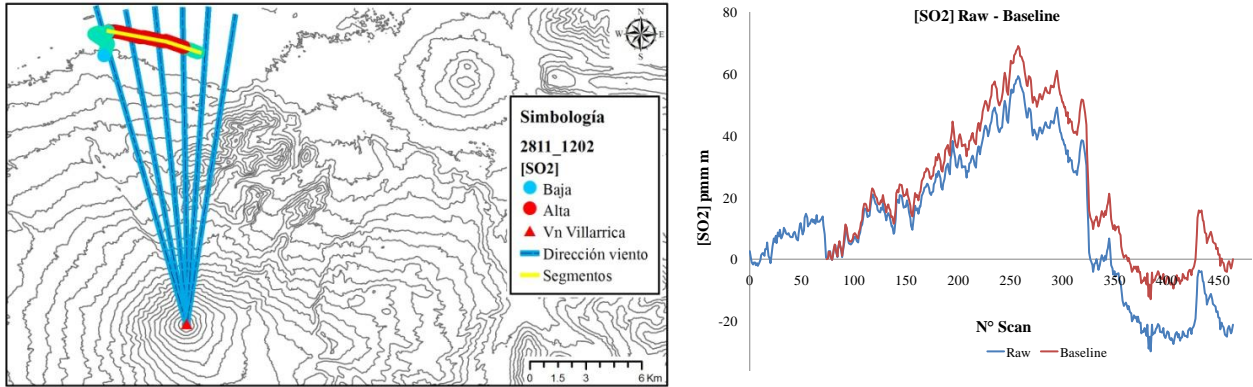 N
W
E
S
Simbología
2811_1202
[SO2]
Baja
Alta
Vn Villarrica
Dirección viento
Segmentos
0 1.5 3 6 Km
[SO2] Raw - Baseline
80
60
40
20
0
-20
[SO2] pmm m
0 50 100 150 200 250 300 350 400 450
N° Scan
Raw Baseline